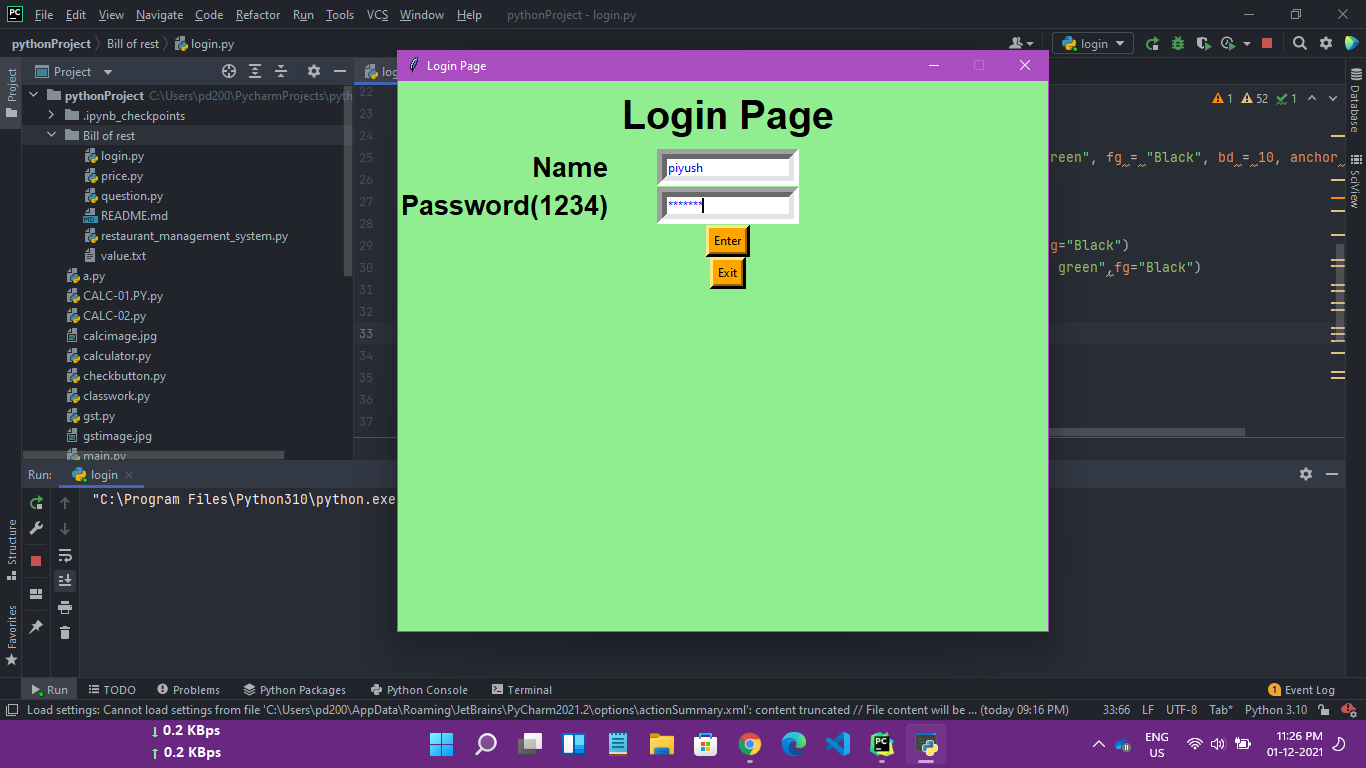 File Edit View Navigate Code Refactor Run Tools VCS Window Help pythonProject - login.py
pythonProject Bill of rest login.py login
Project
Login Page
Project
pythonProject C:\Users\pd200\PycharmProjects\pyth
.ipynb_checkpoints
Bill of rest
login.py
price.py
question.py
README.md
restaurant_management_system.py
value.txt
a.py
CALC-01.PY.py
CALC-02.py
calcimage.jpg
calculator.py
checkbutton.py
classwork.py
gst.py
gstimage.jpg
main.py
22
23
24
25
26
27
28
29
30
31
32
33
34
35
36
37
Login Page
Name piyush
Password(1234) *******
Enter
Exit
1 52 1
reen", fg = "Black", bd = 10, anchor
g="Black")
green",fg="Black")
Database
SciView
Run: login
"C:\Program Files\Python310\python.exe
Structure
Favorites
Run TODO Problems Python Packages Python Console Terminal 1 Event Log
Load settings: Cannot load settings from file 'C:\Users\pd200\AppData\Roaming\JetBrains\PyCharm2021.2\options\actionSummary.xml': content truncated // File content will be ... (today 09:16 PM) 33:66 LF UTF-8 Tab* Python 3.10
0.2 KBps
0.2 KBps
ENG
US
11:26 PM
01-12-2021